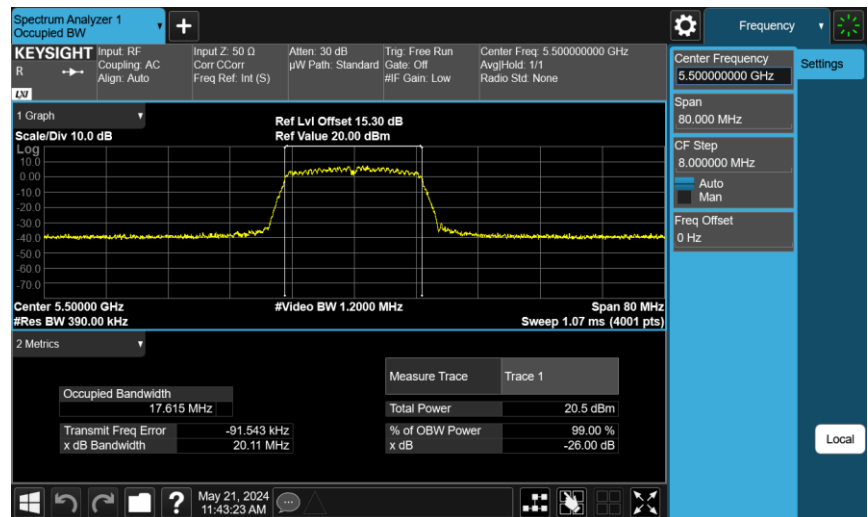 Spectrum Analyzer 1
Occupied BW
+
Frequency
KEYSIGHT
R
LXI
Input: RF
Coupling: AC
Align: Auto
Input Z: 50 Ω
Corr CCorr
Freq Ref: Int (S)
Atten: 30 dB
µW Path: Standard
Trig: Free Run
Gate: Off
#IF Gain: Low
Center Freq: 5.500000000 GHz
Avg|Hold: 1/1
Radio Std: None
Center Frequency
5.500000000 GHz
Settings
Span
80.000 MHz
CF Step
8.000000 MHz
Auto
Man
Freq Offset
0 Hz
Local
1 Graph
Scale/Div 10.0 dB
Ref Lvl Offset 15.30 dB
Ref Value 20.00 dBm
Log
10.0
0.00
-10.0
-20.0
-30.0
-40.0
-50.0
-60.0
-70.0
Center 5.50000 GHz
#Video BW 1.2000 MHz
Span 80 MHz
#Res BW 390.00 kHz
Sweep 1.07 ms (4001 pts)
2 Metrics
Measure Trace Trace 1
Occupied Bandwidth
17.615 MHz
Total Power 20.5 dBm
Transmit Freq Error -91.543 kHz
% of OBW Power 99.00 %
x dB Bandwidth 20.11 MHz
x dB -26.00 dB
?
May 21, 2024
11:43:23 AM